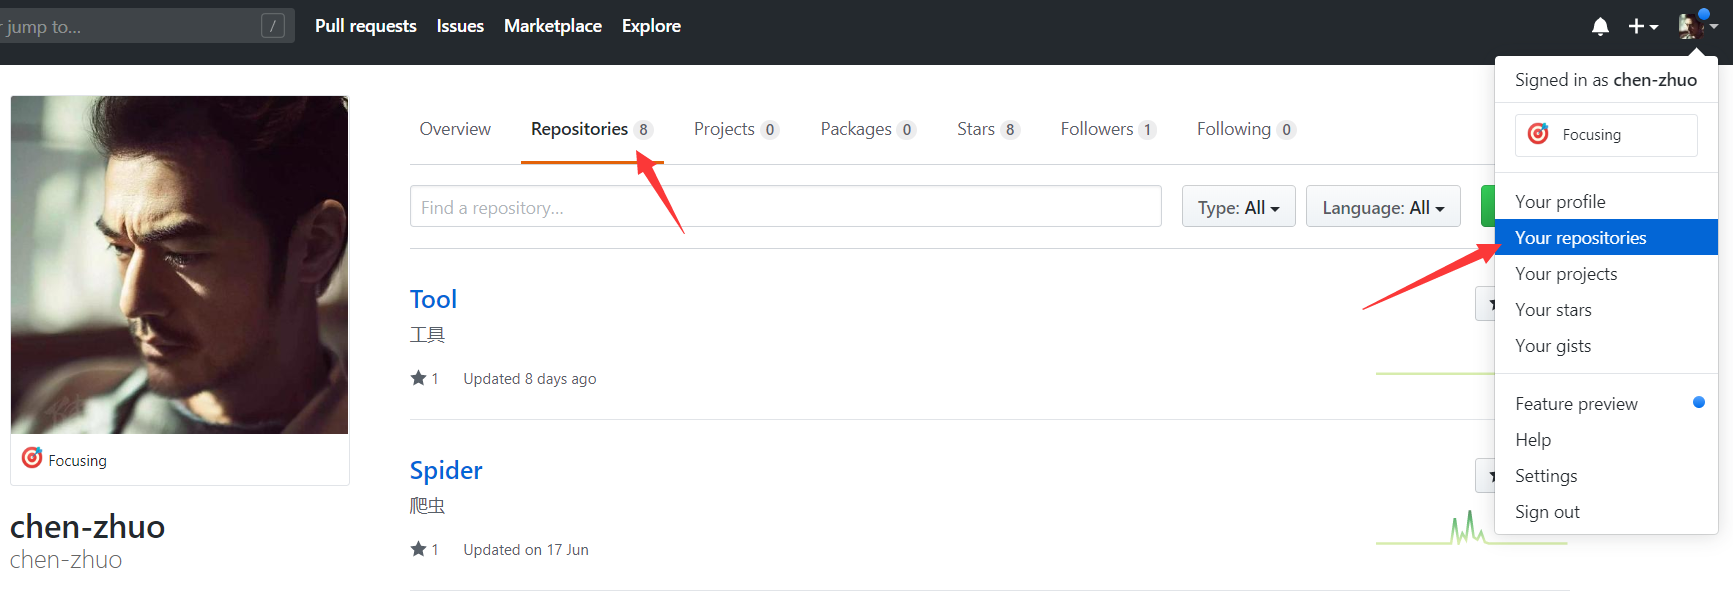 r jump to... /
Pull requests Issues Marketplace Explore
Signed in as chen-zhuo
Focusing
Your profile
Your repositories
Your projects
Your stars
Your gists
Feature preview
Help
Settings
Sign out
Overview Repositories 8 Projects 0 Packages 0 Stars 8 Followers 1 Following 0
Find a repository...
Type: All Language: All
Tool
工具
1 Updated 8 days ago
Spider
爬虫
1 Updated on 17 Jun
Focusing
chen-zhuo
chen-zhuo